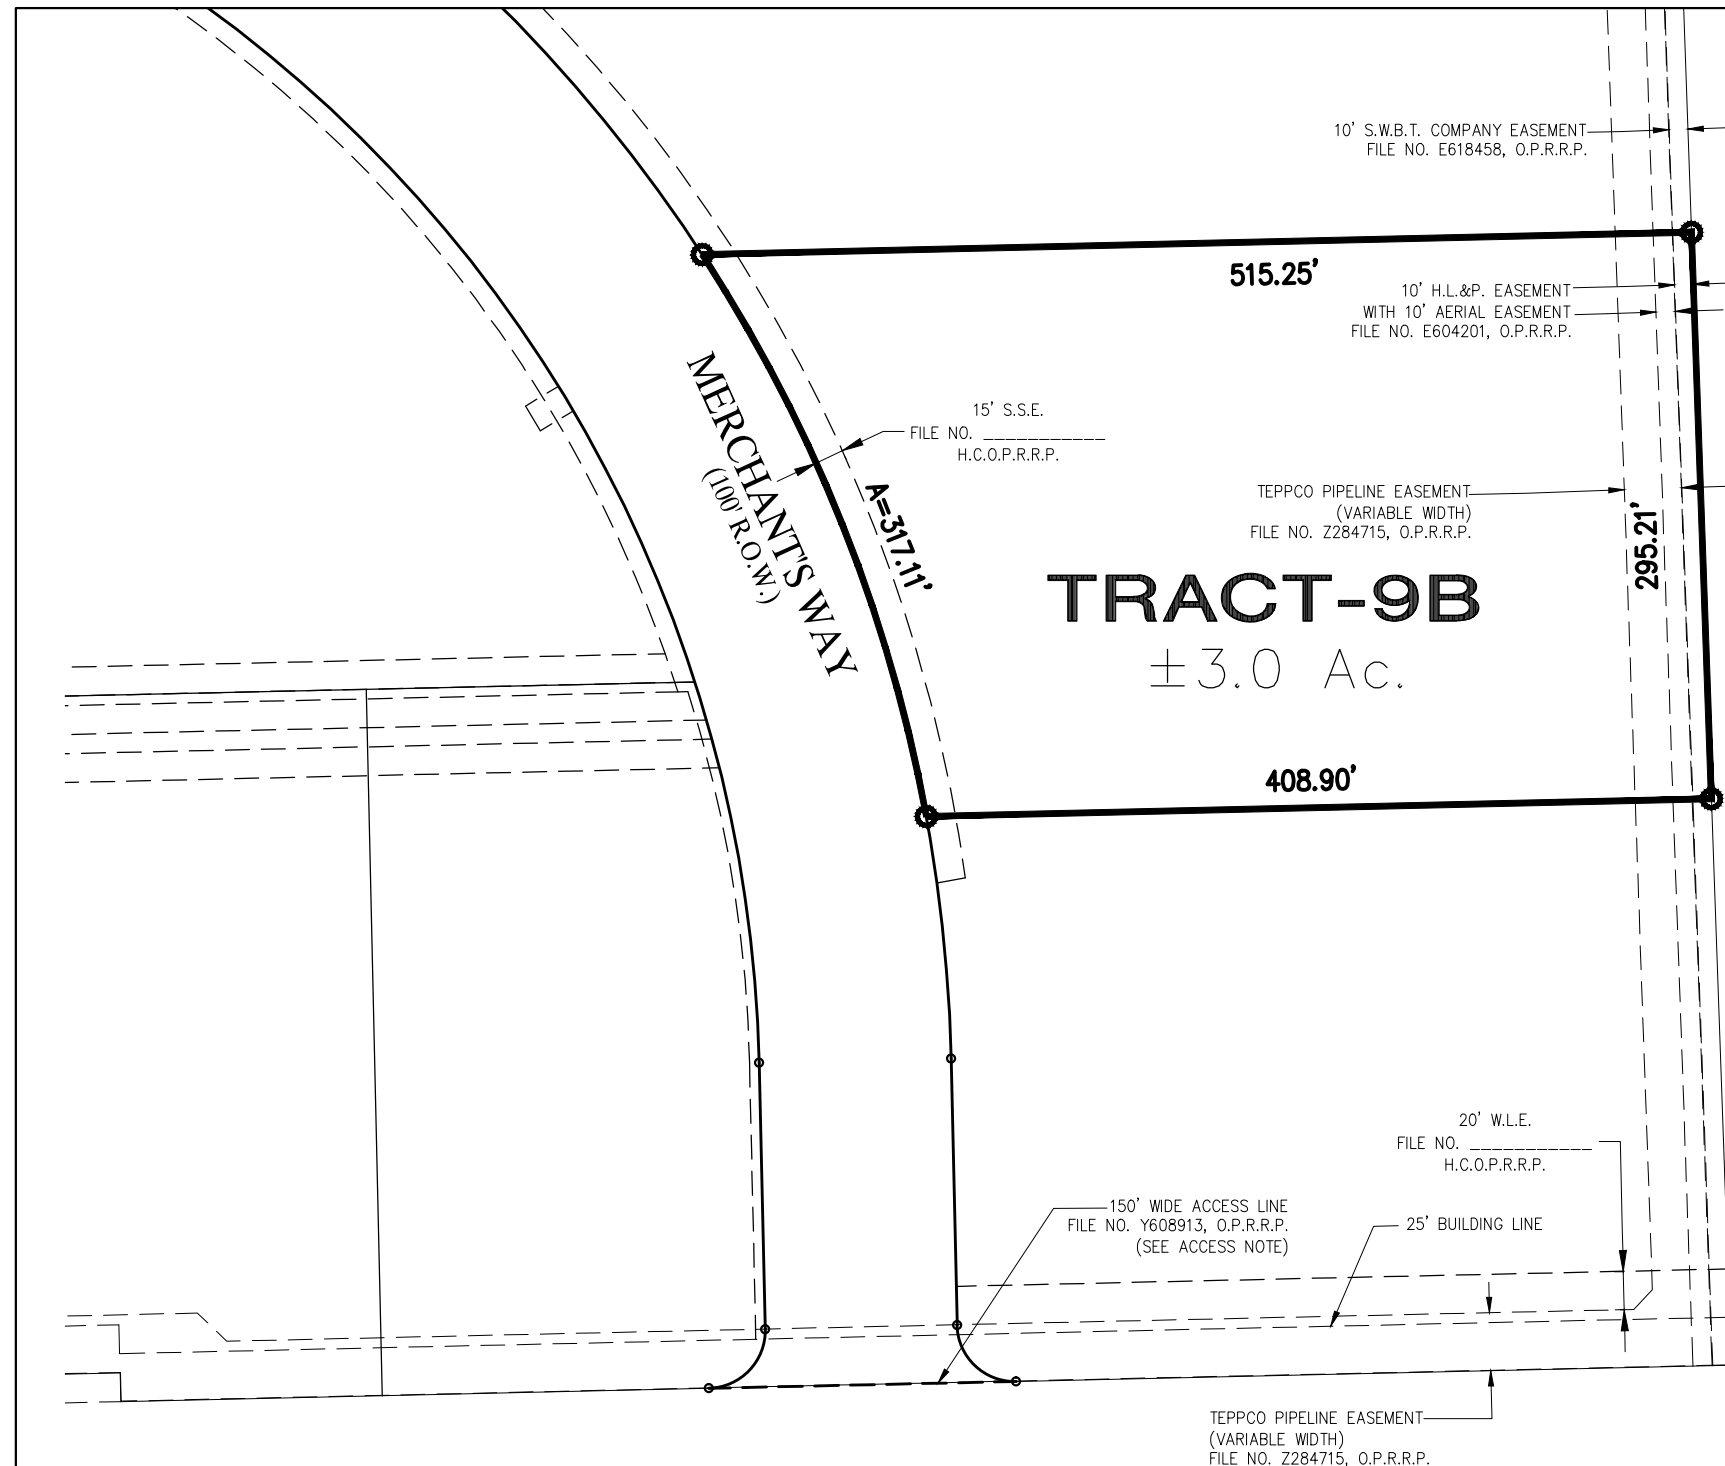 10' S.W.B.T. COMPANY EASEMENT
FILE NO. E618458, O.P.R.R.P.
515.25'
10' H.L.&P. EASEMENT
WITH 10' AERIAL EASEMENT
FILE NO. E604201, O.P.R.R.P.
MERCHANT'S WAY
(100' R.O.W.)
15' S.S.E.
FILE NO. ___________
H.C.O.P.R.R.P.
A=317.11'
TEPPCO PIPELINE EASEMENT
(VARIABLE WIDTH)
FILE NO. Z284715, O.P.R.R.P.
295.21'
TRACT-9B
±3.0 Ac.
408.90'
20' W.L.E.
FILE NO. ___________
H.C.O.P.R.R.P.
150' WIDE ACCESS LINE
FILE NO. Y608913, O.P.R.R.P.
(SEE ACCESS NOTE)
25' BUILDING LINE
TEPPCO PIPELINE EASEMENT
(VARIABLE WIDTH)
FILE NO. Z284715, O.P.R.R.P.